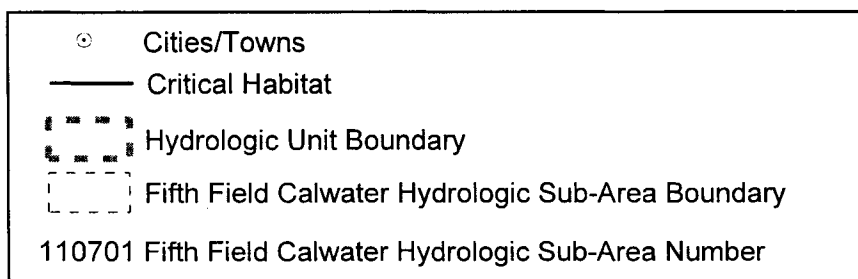 Cities/Towns
Critical Habitat
Hydrologic Unit Boundary
Fifth Field Calwater Hydrologic Sub-Area Boundary
110701 Fifth Field Calwater Hydrologic Sub-Area Number